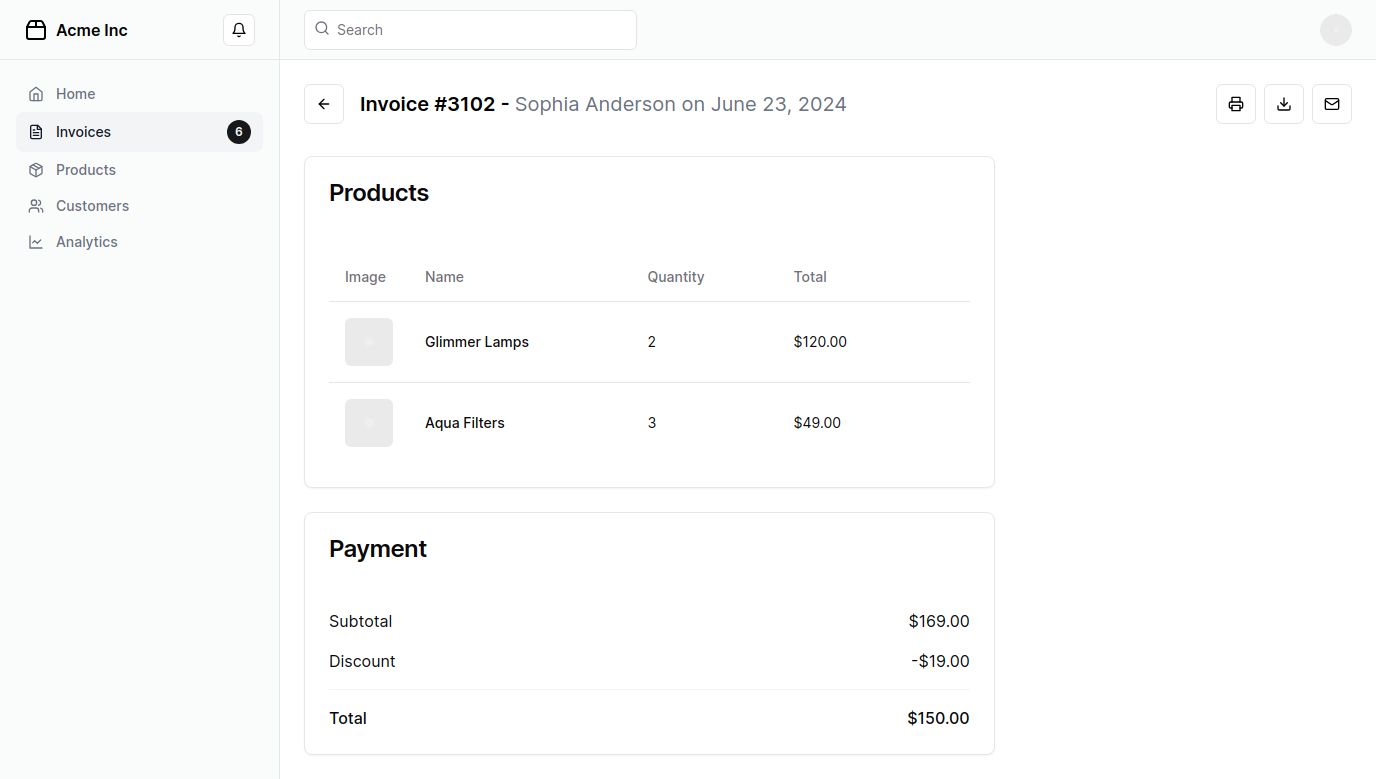 Acme Inc
Search
Home
Invoices 6
Products
Customers
Analytics
Invoice #3102 - Sophia Anderson on June 23, 2024
Products
Image Name Quantity Total
Glimmer Lamps 2 $120.00
Aqua Filters 3 $49.00
Payment
Subtotal $169.00
Discount -$19.00
Total $150.00